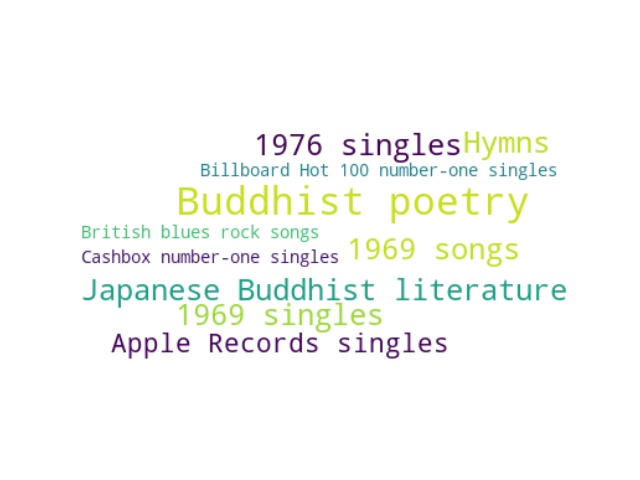 1976 singles
Hymns
Billboard Hot 100 number-one singles
Buddhist poetry
British blues rock songs
1969 songs
Cashbox number-one singles
Japanese Buddhist literature
1969 singles
Apple Records singles